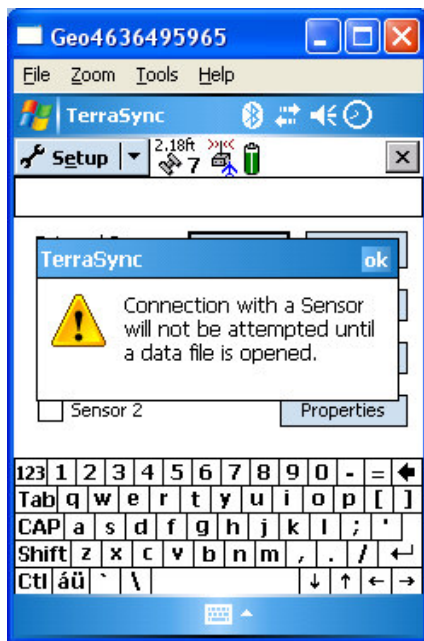 Geo4636495965
File Zoom Tools Help
TerraSync
Setup 2.18ft 7
TerraSync ok
Connection with a Sensor
will not be attempted until
a data file is opened.
Sensor 2 Properties
123 1 2 3 4 5 6 7 8 9 0 - =
Tab q w e r t y u i o p [ ]
CAP a s d f g h j k l ; '
Shift z x c v b n m , . /
Ctl áü ` \